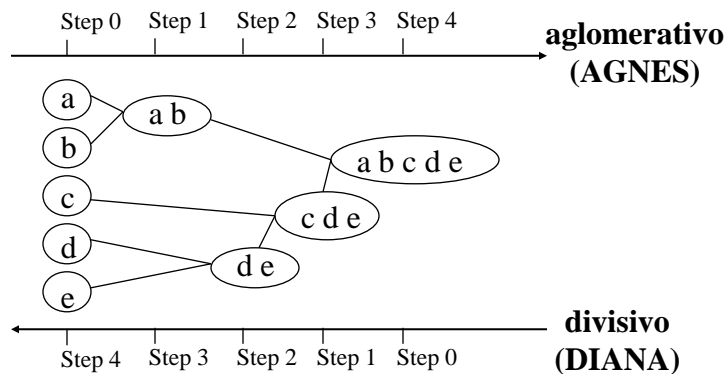 Step 0 Step 1 Step 2 Step 3 Step 4
aglomerativo
(AGNES)
a
a b
b
a b c d e
c
c d e
d
d e
e
divisivo
(DIANA)
Step 4 Step 3 Step 2 Step 1 Step 0